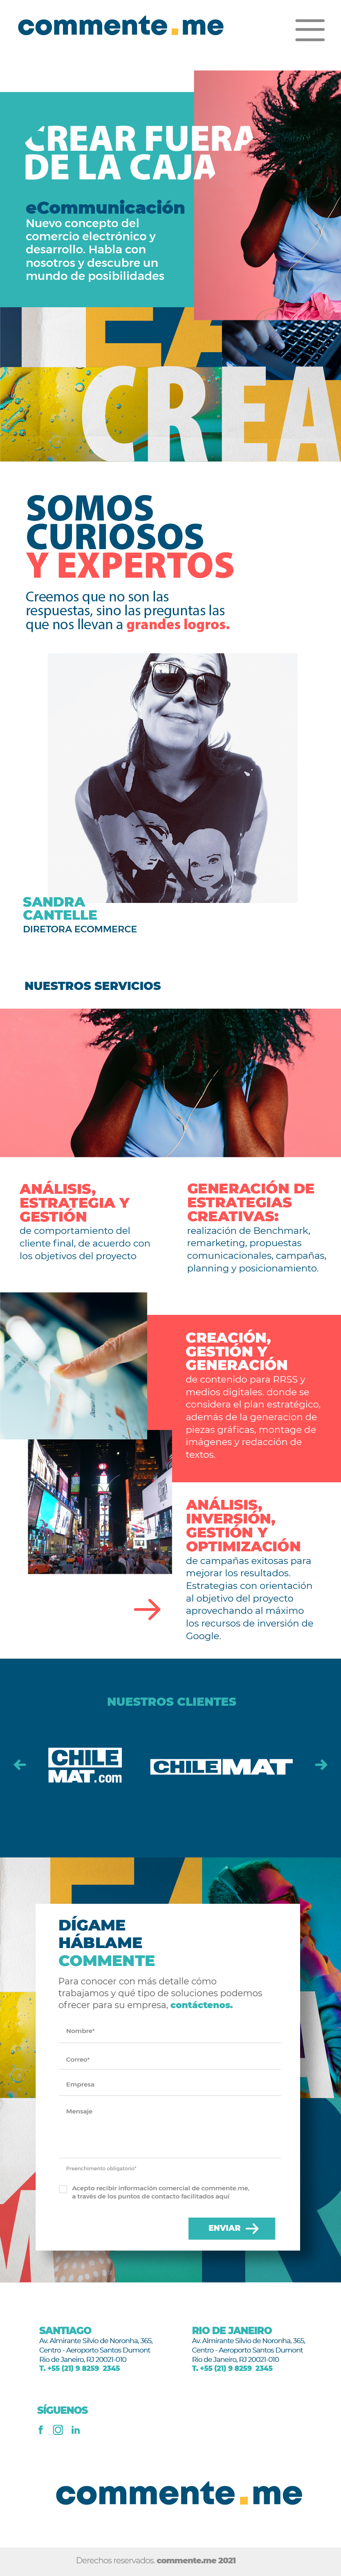 commente.me
CREAR FUERA
DE LA CAJA
eCommunicación
Nuevo concepto del
comercio electrónico y
desarrollo. Habla con
nosotros y descubre un
mundo de posibilidades
CREA
SOMOS
CURIOSOS
Y EXPERTOS
Creemos que no son las
respuestas, sino las preguntas las
que nos llevan a grandes logros.
SANDRA
CANTELLE
DIRETORA ECOMMERCE
NUESTROS SERVICIOS
ANÁLISIS,
ESTRATEGIA Y
GESTIÓN
de comportamiento del
cliente final, de acuerdo con
los objetivos del proyecto
GENERACIÓN DE
ESTRATEGIAS
CREATIVAS:
realización de Benchmark,
remarketing, propuestas
comunicacionales, campañas,
planning y posicionamiento.
CREACIÓN,
GESTIÓN Y
GENERACIÓN
de contenido para RRSS y
medios digitales. donde se
considera el plan estratégico,
además de la generacion de
piezas gráficas, montage de
imágenes y redacción de
textos.
ANÁLISIS,
INVERSIÓN,
GESTIÓN Y
OPTIMIZACIÓN
de campañas exitosas para
mejorar los resultados.
Estrategias con orientación
al objetivo del proyecto
aprovechando al máximo
los recursos de inversión de
Google.
NUESTROS CLIENTES
CHILE
MAT.com
CHILEMAT
DÍGAME
HÁBLAME
COMMENTE
Para conocer con más detalle cómo
trabajamos y qué tipo de soluciones podemos
ofrecer para su empresa, contáctenos.
Nombre*
Correo*
Empresa
Mensaje
Preenchimento obligatorio*
Acepto recibir información comercial de commente.me,
a través de los puntos de contacto facilitados aquí
ENVIAR
SANTIAGO
Av. Almirante Silvio de Noronha, 365,
Centro - Aeroporto Santos Dumont
Rio de Janeiro, RJ 20021-010
T. +55 (21) 9 8259 2345
RIO DE JANEIRO
Av. Almirante Silvio de Noronha, 365,
Centro - Aeroporto Santos Dumont
Rio de Janeiro, RJ 20021-010
T. +55 (21) 9 8259 2345
SÍGUENOS
commente.me
Derechos reservados. commente.me 2021